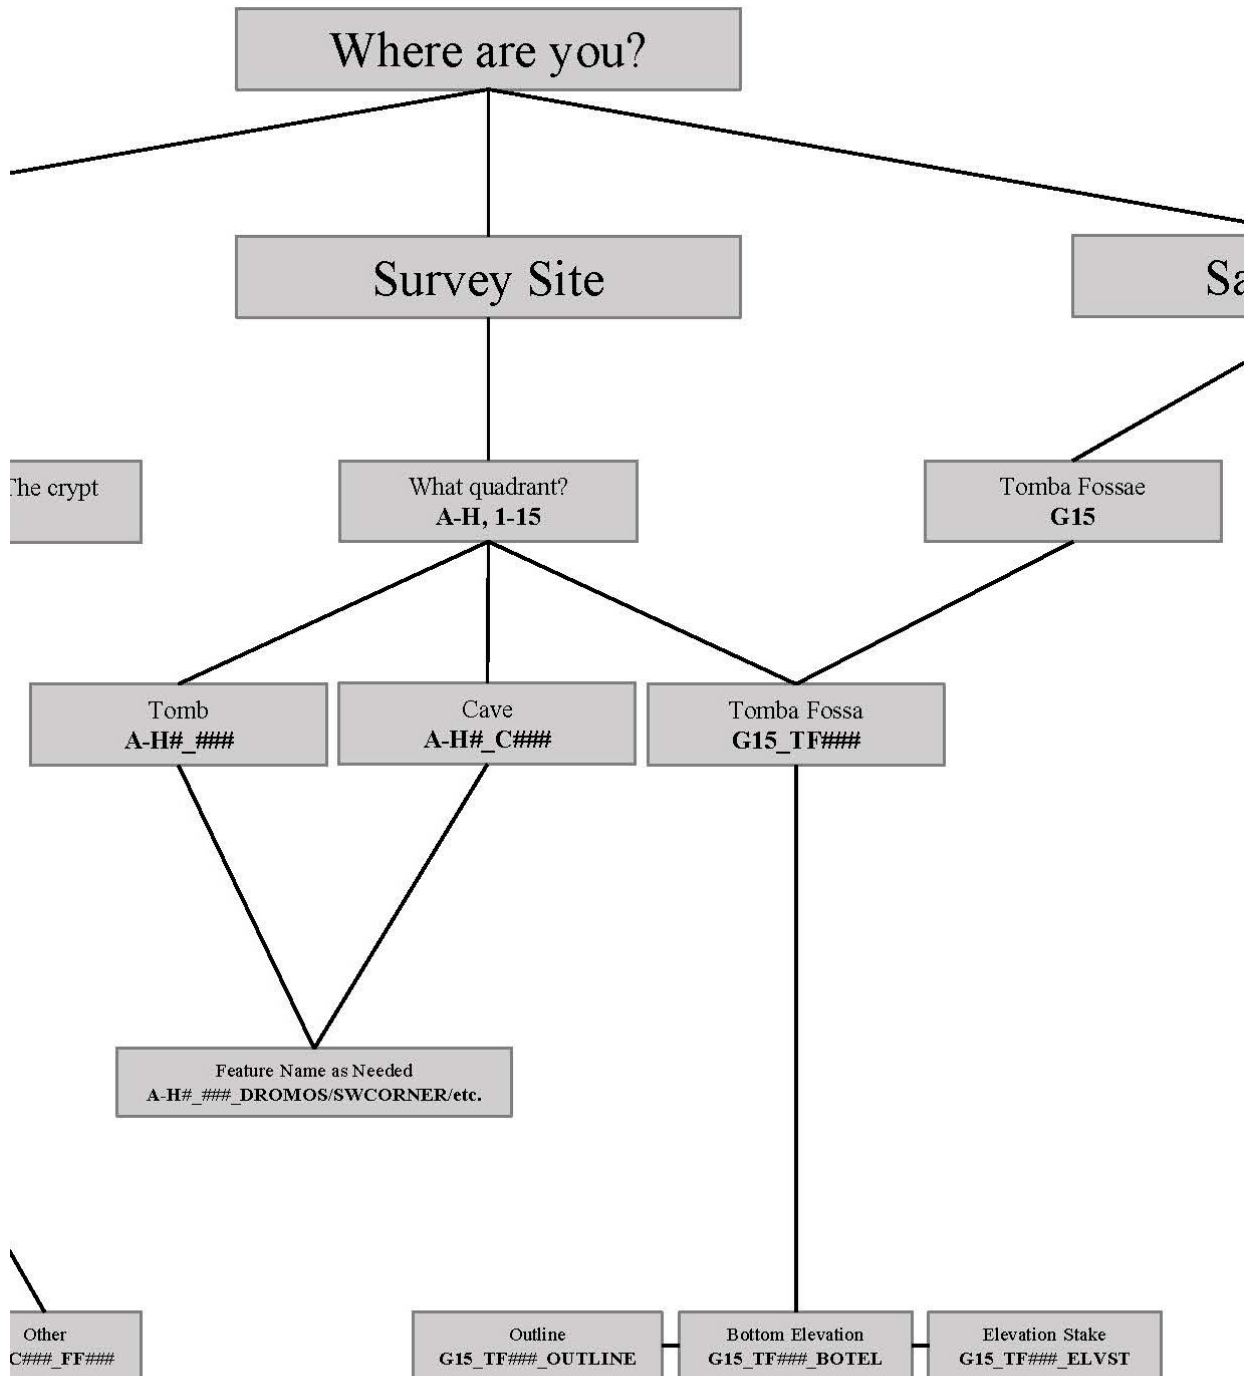 Where are you?
Survey Site
The crypt
What quadrant?
A-H, 1-15
Tomba Fossae
G15
Tomb
A-H#_###
Cave
A-H#_C###
Tomba Fossa
G15_TF###
Feature Name as Needed
A-H#_###_DROMOS/SWCORNER/etc.
Other
C###_FF###
Outline
G15_TF###_OUTLINE
Bottom Elevation
G15_TF###_BOTEL
Elevation Stake
G15_TF###_ELVST